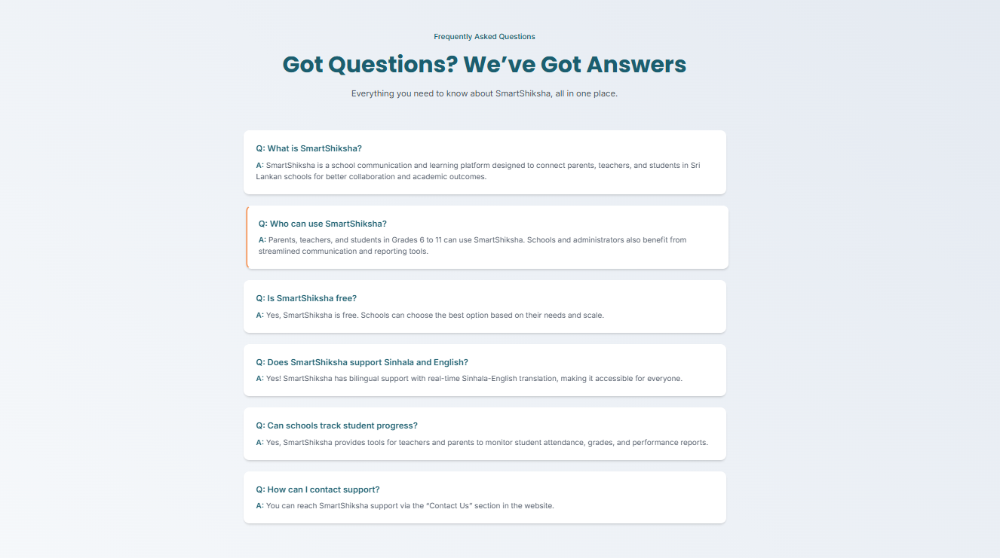 Frequently Asked Questions
Got Questions? We’ve Got Answers
Everything you need to know about SmartShiksha, all in one place.
Q: What is SmartShiksha?
A: SmartShiksha is a school communication and learning platform designed to connect parents, teachers, and students in Sri
Lankan schools for better collaboration and academic outcomes.
Q: Who can use SmartShiksha?
A: Parents, teachers, and students in Grades 6 to 11 can use SmartShiksha. Schools and administrators also benefit from
streamlined communication and reporting tools.
Q: Is SmartShiksha free?
A: Yes, SmartShiksha is free. Schools can choose the best option based on their needs and scale.
Q: Does SmartShiksha support Sinhala and English?
A: Yes! SmartShiksha has bilingual support with real-time Sinhala-English translation, making it accessible for everyone.
Q: Can schools track student progress?
A: Yes, SmartShiksha provides tools for teachers and parents to monitor student attendance, grades, and performance reports.
Q: How can I contact support?
A: You can reach SmartShiksha support via the “Contact Us” section in the website.